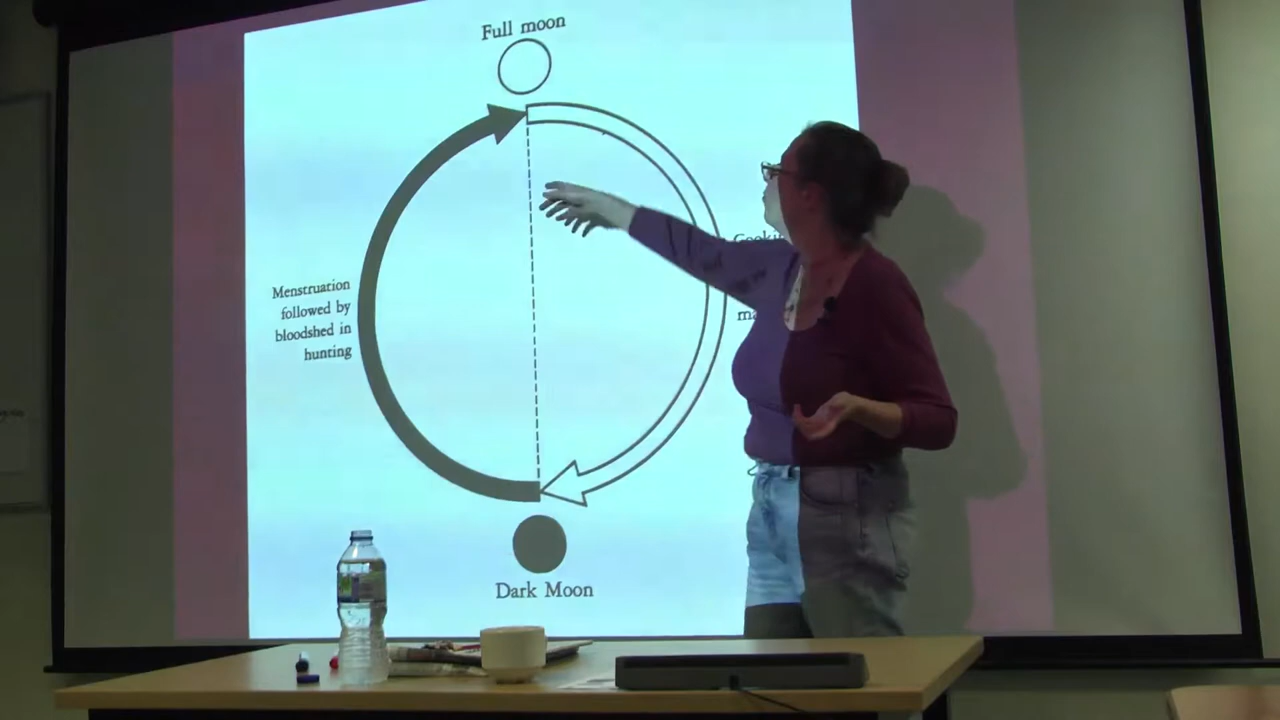 Full moon
Menstruation
followed by
bloodshed in
hunting
Dark Moon